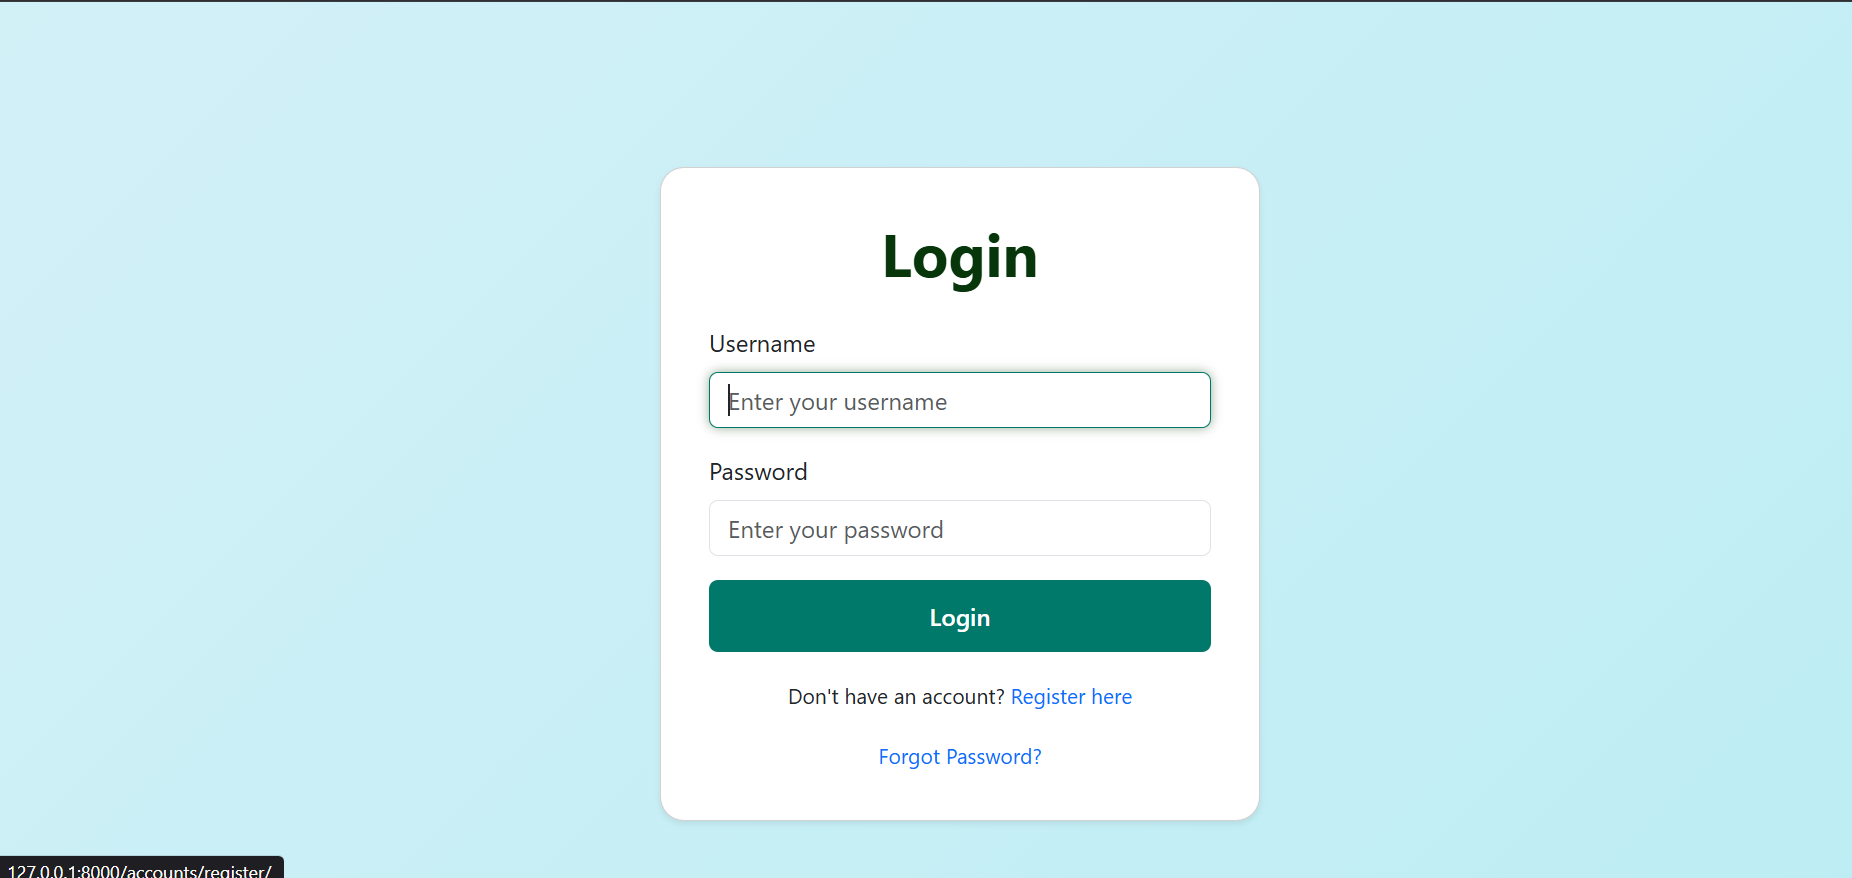 Login
Username
Enter your username
Password
Enter your password
Login
Don't have an account? Register here
Forgot Password?
127.0.0.1:8000/accounts/register/